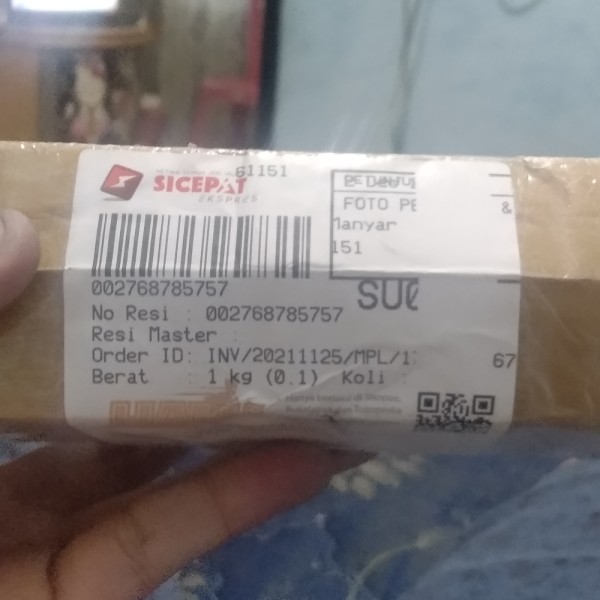 61151
SICEPAT
EKSPRES
FOTO PE
&
Manyar
151
002768785757
No Resi : 002768785757
Resi Master :
Order ID: INV/20211125/MPL/1
67
Berat : 1 kg (0.1) Koli :